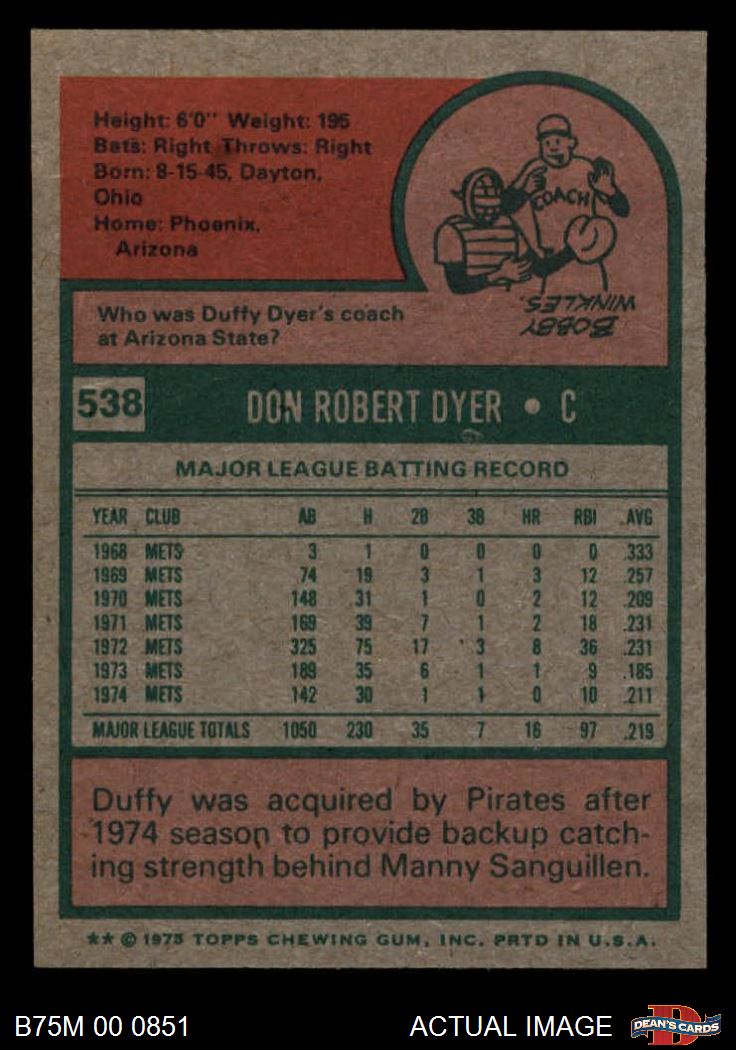 Height: 6'0" Weight: 195
Bats: Right Throws: Right
Born: 8-15-45, Dayton,
Ohio
Home: Phoenix,
Arizona
COACH
BOBBY
WINKLES.
Who was Duffy Dyer's coach
at Arizona State?
538
DON ROBERT DYER • C
MAJOR LEAGUE BATTING RECORD
YEAR CLUB AB H 2B 3B HR RBI AVG
1968 METS 3 1 0 0 0 0 .333
1969 METS 74 19 3 1 3 12 .257
1970 METS 148 31 1 0 2 12 .209
1971 METS 169 39 7 1 2 18 .231
1972 METS 325 75 17 3 8 36 .231
1973 METS 189 35 6 1 1 9 .185
1974 METS 142 30 1 1 0 10 .211
MAJOR LEAGUE TOTALS 1050 230 35 7 16 97 .219
Duffy was acquired by Pirates after
1974 season to provide backup catch-
ing strength behind Manny Sanguillen.
** © 1975 TOPPS CHEWING GUM, INC. PRTD IN U.S.A.
B75M 00 0851
ACTUAL IMAGE
D
DEAN'S CARDS